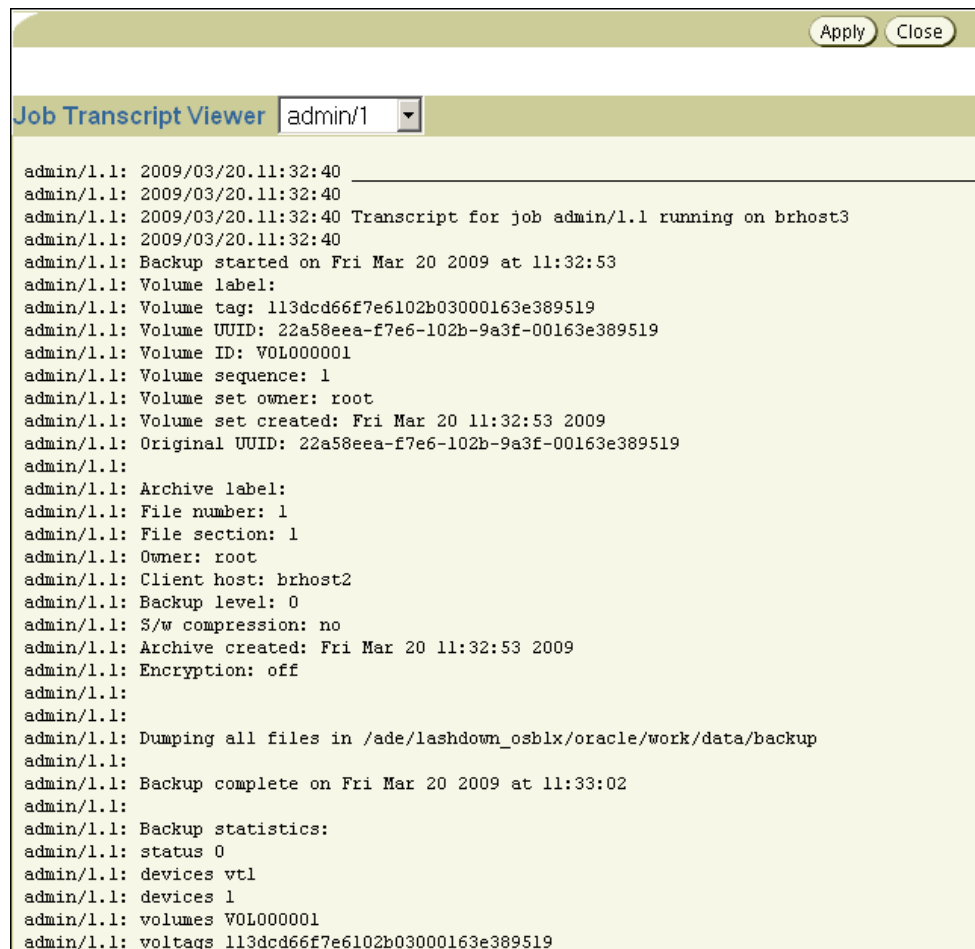 Apply Close
Job Transcript Viewer admin/1
admin/1.1: 2009/03/20.11:32:40 ________________________________________
admin/1.1: 2009/03/20.11:32:40
admin/1.1: 2009/03/20.11:32:40 Transcript for job admin/1.1 running on brhost3
admin/1.1: 2009/03/20.11:32:40
admin/1.1: Backup started on Fri Mar 20 2009 at 11:32:53
admin/1.1: Volume label:
admin/1.1: Volume tag: 113dcd66f7e6102b03000163e389519
admin/1.1: Volume UUID: 22a58eea-f7e6-102b-9a3f-00163e389519
admin/1.1: Volume ID: VOL000001
admin/1.1: Volume sequence: 1
admin/1.1: Volume set owner: root
admin/1.1: Volume set created: Fri Mar 20 11:32:53 2009
admin/1.1: Original UUID: 22a58eea-f7e6-102b-9a3f-00163e389519
admin/1.1:
admin/1.1: Archive label:
admin/1.1: File number: 1
admin/1.1: File section: 1
admin/1.1: Owner: root
admin/1.1: Client host: brhost2
admin/1.1: Backup level: 0
admin/1.1: S/w compression: no
admin/1.1: Archive created: Fri Mar 20 11:32:53 2009
admin/1.1: Encryption: off
admin/1.1:
admin/1.1:
admin/1.1: Dumping all files in /ade/lashdown_osblx/oracle/work/data/backup
admin/1.1:
admin/1.1: Backup complete on Fri Mar 20 2009 at 11:33:02
admin/1.1:
admin/1.1: Backup statistics:
admin/1.1: status 0
admin/1.1: devices vt1
admin/1.1: devices 1
admin/1.1: volumes VOL000001
admin/1.1: voltags 113dcd66f7e6102b03000163e389519